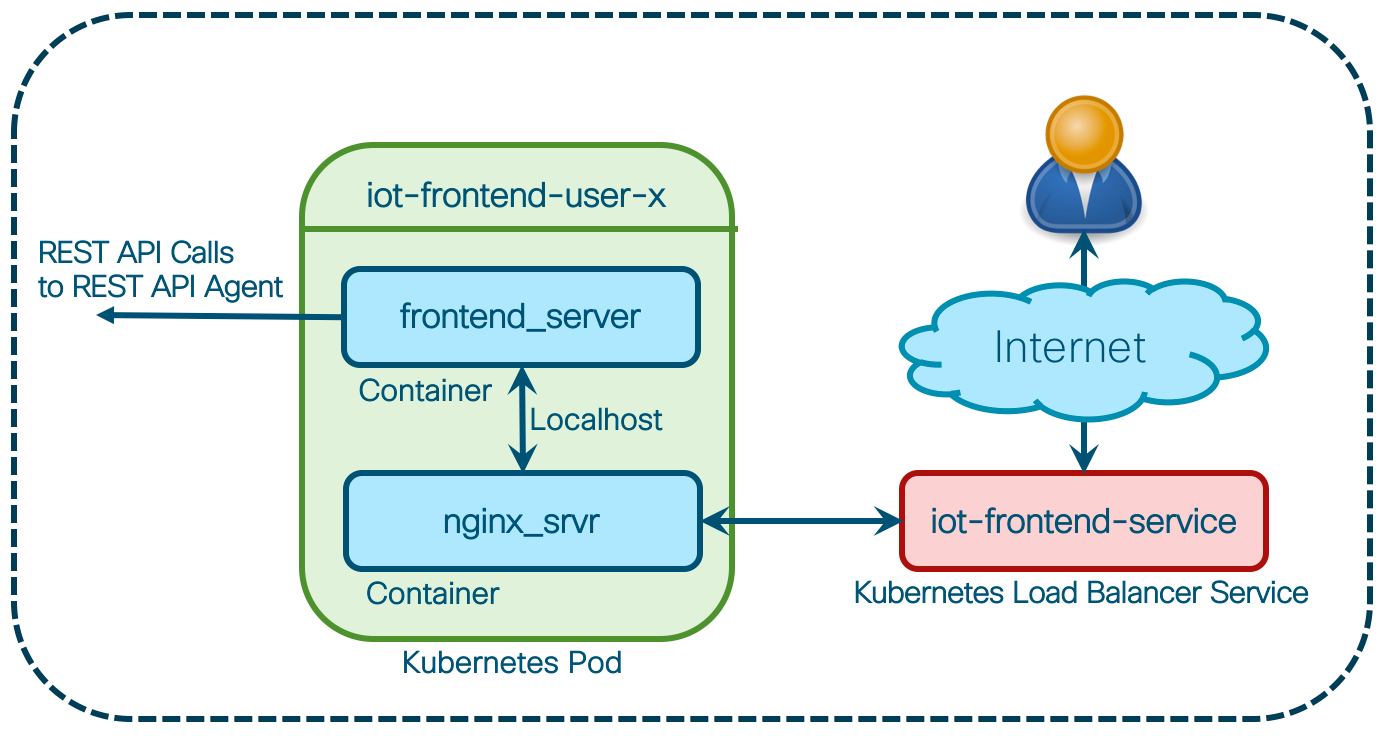 iot-frontend-user-x
REST API Calls
to REST API Agent
frontend_server
Container
Localhost
nginx_srvr
Container
Kubernetes Pod
Internet
iot-frontend-service
Kubernetes Load Balancer Service